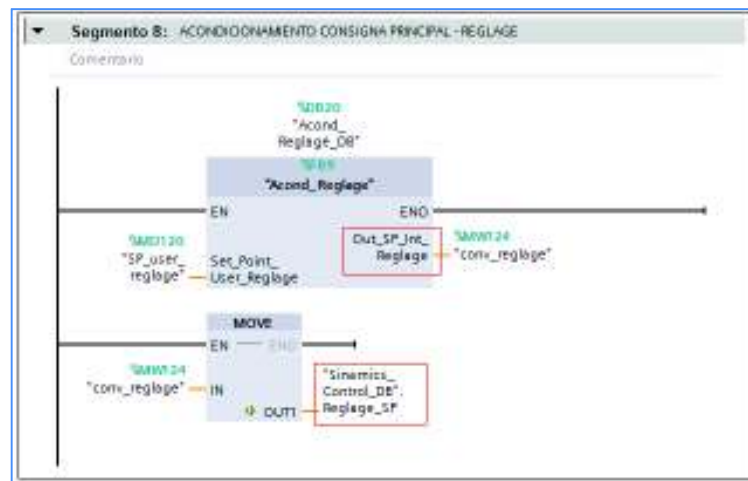 Segmento 8: ACONDICIONAMIENTO CONSIGNA PRINCIPAL - REGLAGE
Comentario
%DB20
"Acond_
Reglage_DB"
"Acond_Reglage"
EN
ENO
%MD120
"SP_user_
reglage"
Set_Point_
User_Reglage
Out_SP_Int_
Reglage
%MW124
"conv_reglage"
MOVE
EN
ENO
%MW124
"conv_reglage"
IN
OUT1
"Sinamics_
Control_DB".
Reglage_SP